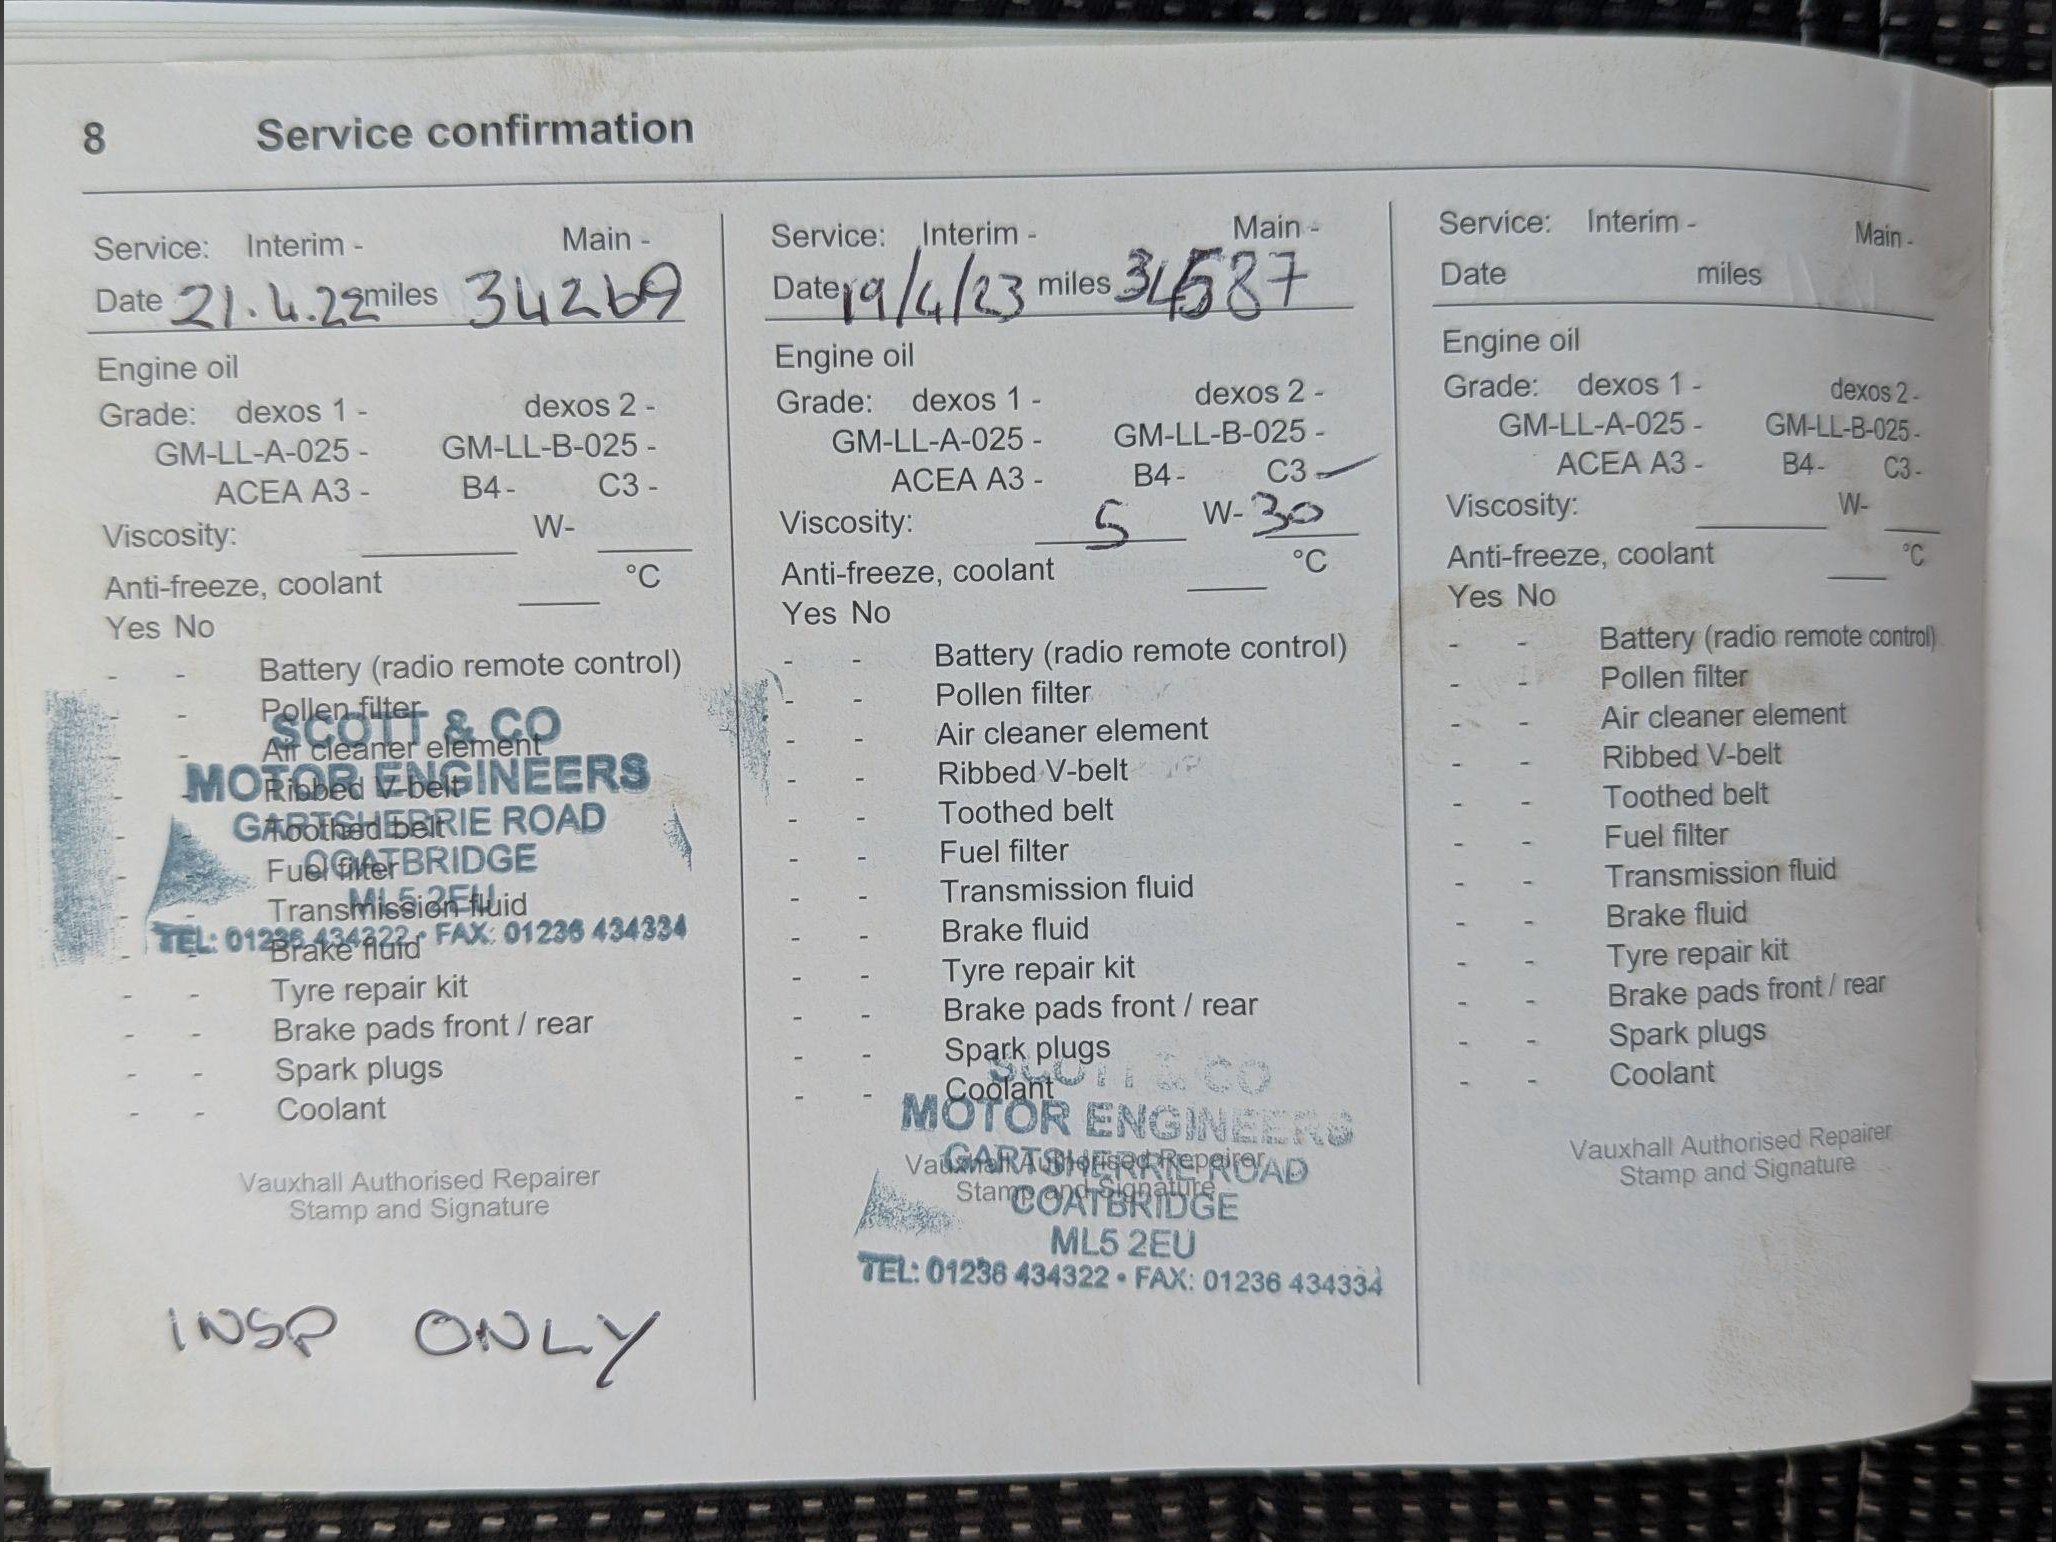 8 Service confirmation
Service: Interim - Main -
Date 21.4.22 miles 34269
Engine oil
Grade: dexos 1 - dexos 2 -
GM-LL-A-025 - GM-LL-B-025 -
ACEA A3 - B4 - C3 -
Viscosity: W-
Anti-freeze, coolant °C
Yes No
- - Battery (radio remote control)
- - Pollen filter
- - Air cleaner element
- - Ribbed V-belt
- - Toothed belt
- - Fuel filter
- - Transmission fluid
- - Brake fluid
- - Tyre repair kit
- - Brake pads front / rear
- - Spark plugs
- - Coolant
SCOTT & CO
MOTOR ENGINEERS
GARTSHERRIE ROAD
COATBRIDGE
ML5 2EU
TEL: 01236 434322 • FAX: 01236 434334
Vauxhall Authorised Repairer
Stamp and Signature
INSP ONLY
Service: Interim - Main -
Date 19/4/23 miles 34587
Engine oil
Grade: dexos 1 - dexos 2 -
GM-LL-A-025 - GM-LL-B-025 -
ACEA A3 - B4 - C3 -
Viscosity: 5 W- 30
Anti-freeze, coolant °C
Yes No
- - Battery (radio remote control)
- - Pollen filter
- - Air cleaner element
- - Ribbed V-belt
- - Toothed belt
- - Fuel filter
- - Transmission fluid
- - Brake fluid
- - Tyre repair kit
- - Brake pads front / rear
- - Spark plugs
- - Coolant
Vauxhall Authorised Repairer
Stamp and Signature
SCOTT & CO
MOTOR ENGINEERS
GARTSHERRIE ROAD
COATBRIDGE
ML5 2EU
TEL: 01236 434322 • FAX: 01236 434334
Service: Interim - Main -
Date miles
Engine oil
Grade: dexos 1 - dexos 2 -
GM-LL-A-025 - GM-LL-B-025 -
ACEA A3 - B4 - C3 -
Viscosity: W-
Anti-freeze, coolant °C
Yes No
- - Battery (radio remote control)
- - Pollen filter
- - Air cleaner element
- - Ribbed V-belt
- - Toothed belt
- - Fuel filter
- - Transmission fluid
- - Brake fluid
- - Tyre repair kit
- - Brake pads front / rear
- - Spark plugs
- - Coolant
Vauxhall Authorised Repairer
Stamp and Signature